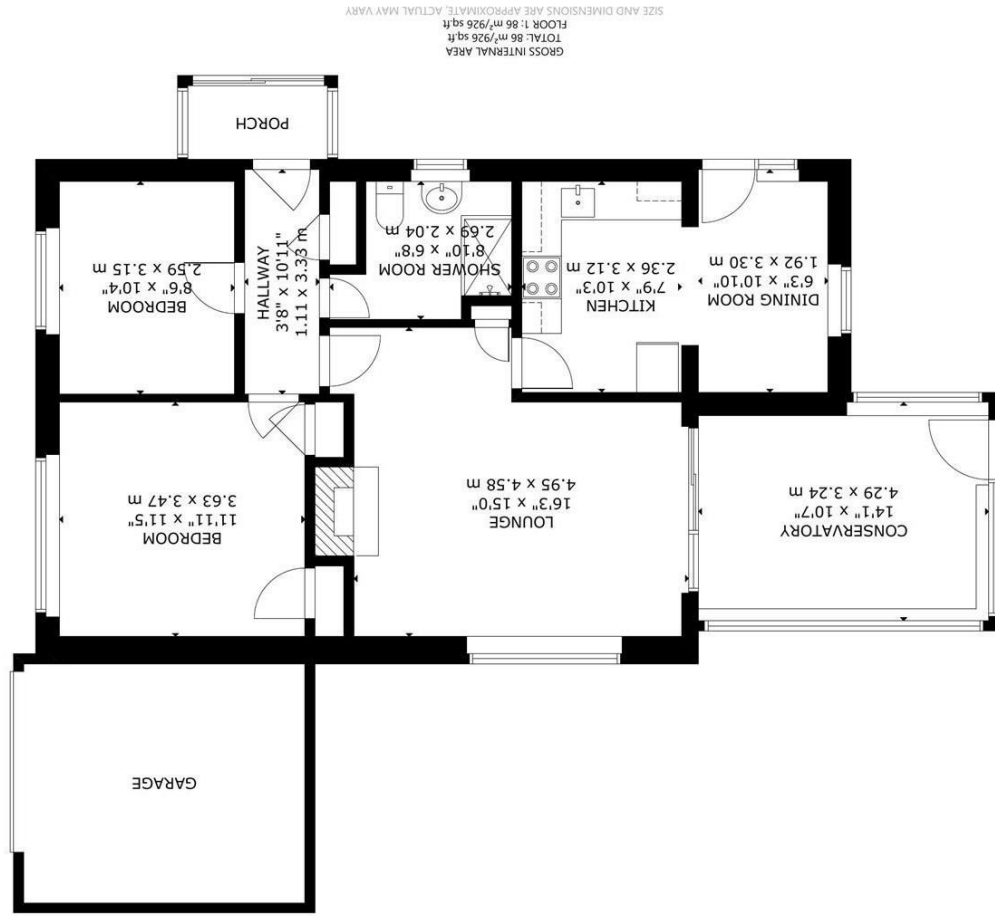 GARAGE
CONSERVATORY
14'1" x 10'7"
4.29 x 3.24 m
LOUNGE
16'3" x 15'0"
4.95 x 4.58 m
BEDROOM
11'11" x 11'5"
3.63 x 3.47 m
DINING ROOM
6'3" x 10'10"
1.92 x 3.30 m
KITCHEN
7'9" x 10'3"
2.36 x 3.12 m
SHOWER ROOM
8'10" x 6'8"
2.69 x 2.04 m
HALLWAY
3'8" x 10'11"
1.11 x 3.33 m
BEDROOM
8'6" x 10'4"
2.59 x 3.15 m
PORCH
GROSS INTERNAL AREA
TOTAL: 86 m²/926 sq.ft
FLOOR 1: 86 m²/926 sq.ft
SIZE AND DIMENSIONS ARE APPROXIMATE, ACTUAL MAY VARY